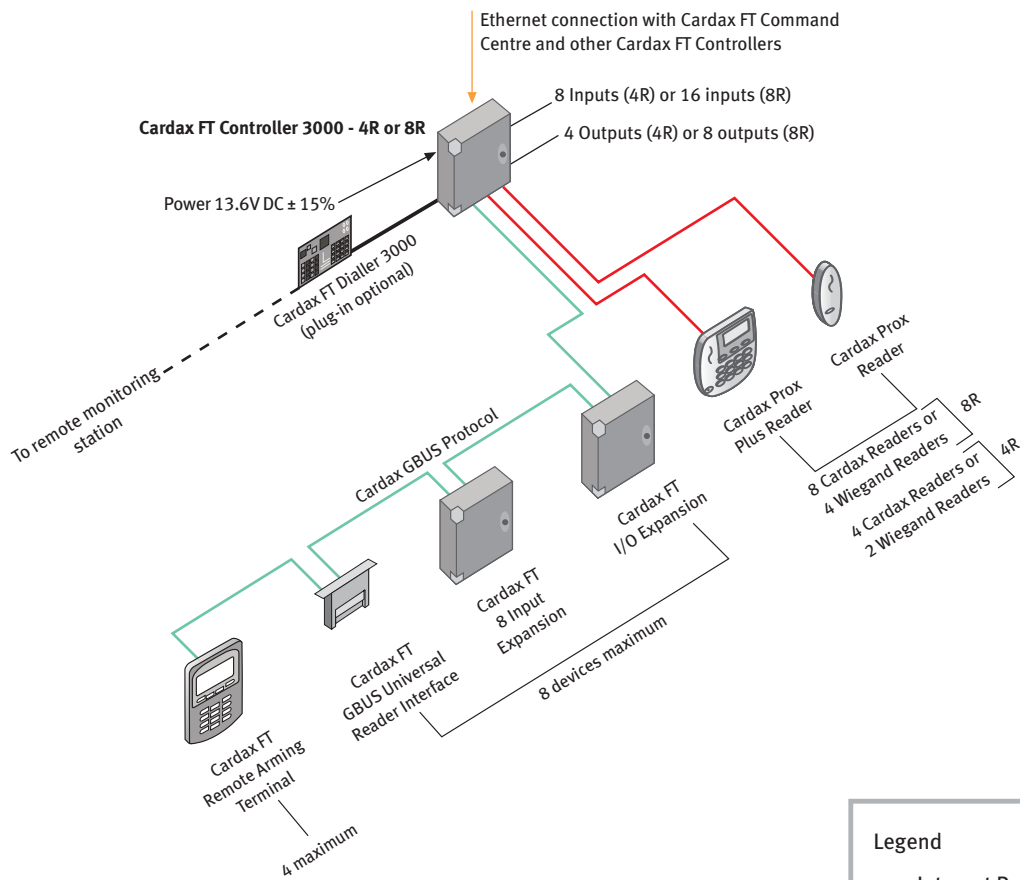 Ethernet connection with Cardax FT Command
Centre and other Cardax FT Controllers
8 Inputs (4R) or 16 inputs (8R)
Cardax FT Controller 3000 - 4R or 8R
4 Outputs (4R) or 8 outputs (8R)
Power 13.6V DC ± 15%
Cardax FT Dialler 3000
(plug-in optional)
To remote monitoring
station
Cardax GBUS Protocol
Cardax Prox
Reader
Cardax Prox
Plus Reader
8 Cardax Readers or
4 Wiegand Readers
8R
4 Cardax Readers or
2 Wiegand Readers
4R
Cardax FT
I/O Expansion
Cardax FT
8 Input
Expansion
Cardax FT
GBUS Universal
Reader Interface
8 devices maximum
Cardax FT
Remote Arming
Terminal
4 maximum
Legend